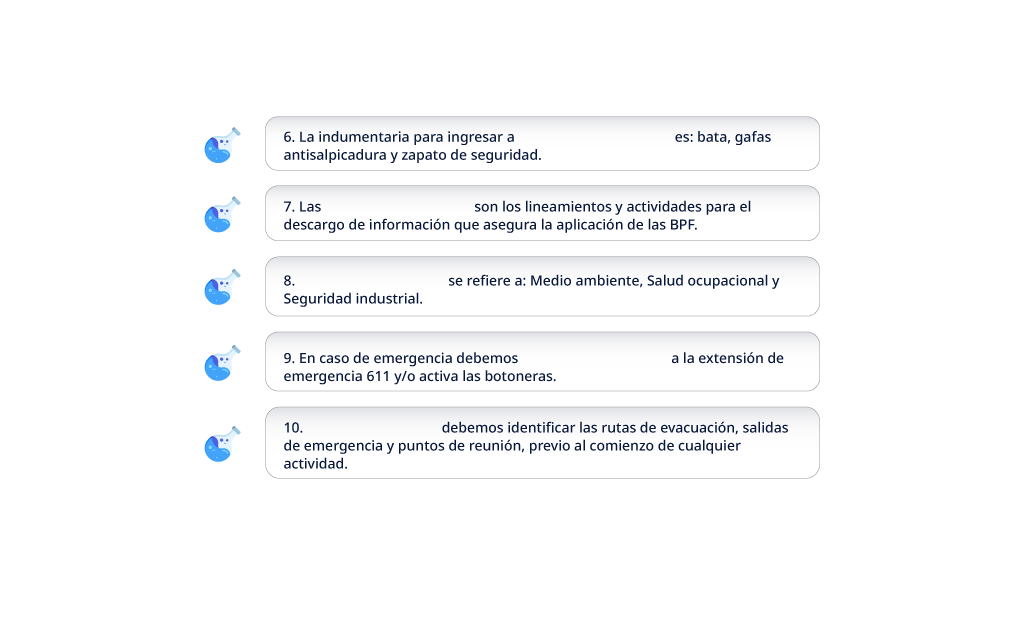 6. La indumentaria para ingresar a es: bata, gafas
antisalpicadura y zapato de seguridad.
7. Las son los lineamientos y actividades para el
descargo de información que asegura la aplicación de las BPF.
8. se refiere a: Medio ambiente, Salud ocupacional y
Seguridad industrial.
9. En caso de emergencia debemos a la extensión de
emergencia 611 y/o activa las botoneras.
10. debemos identificar las rutas de evacuación, salidas
de emergencia y puntos de reunión, previo al comienzo de cualquier
actividad.